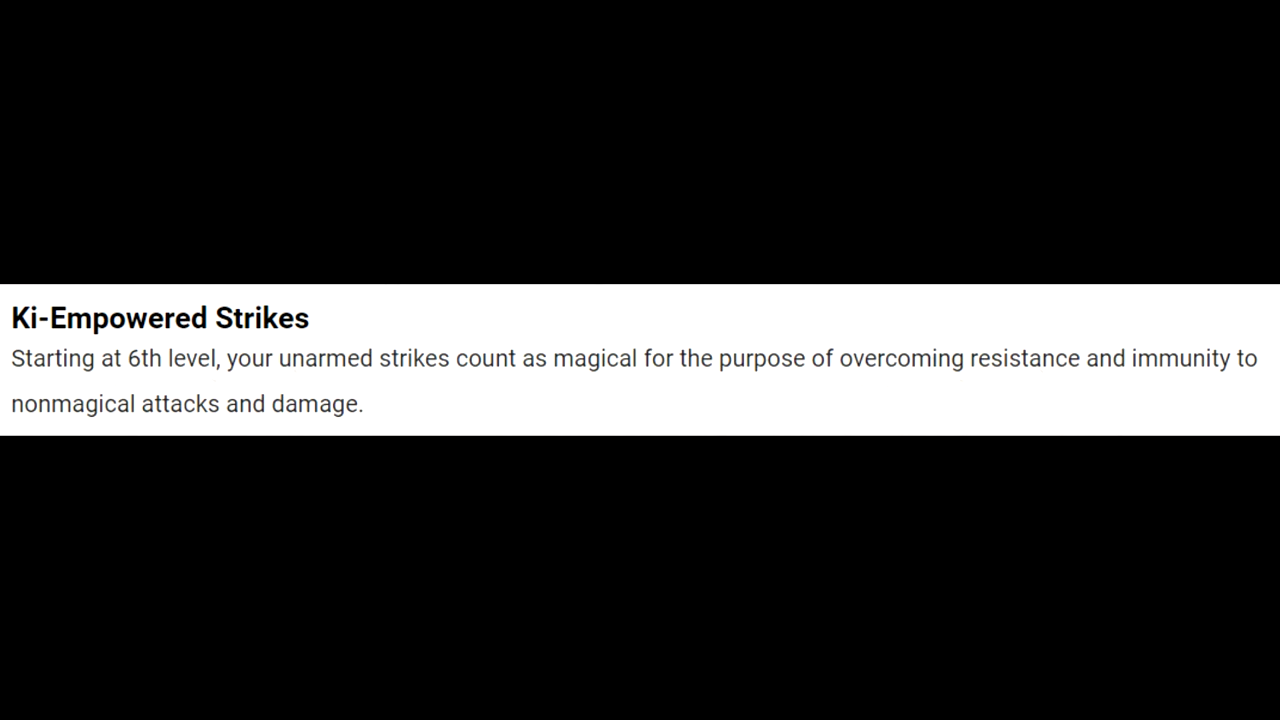 Ki-Empowered Strikes
Starting at 6th level, your unarmed strikes count as magical for the purpose of overcoming resistance and immunity to
nonmagical attacks and damage.